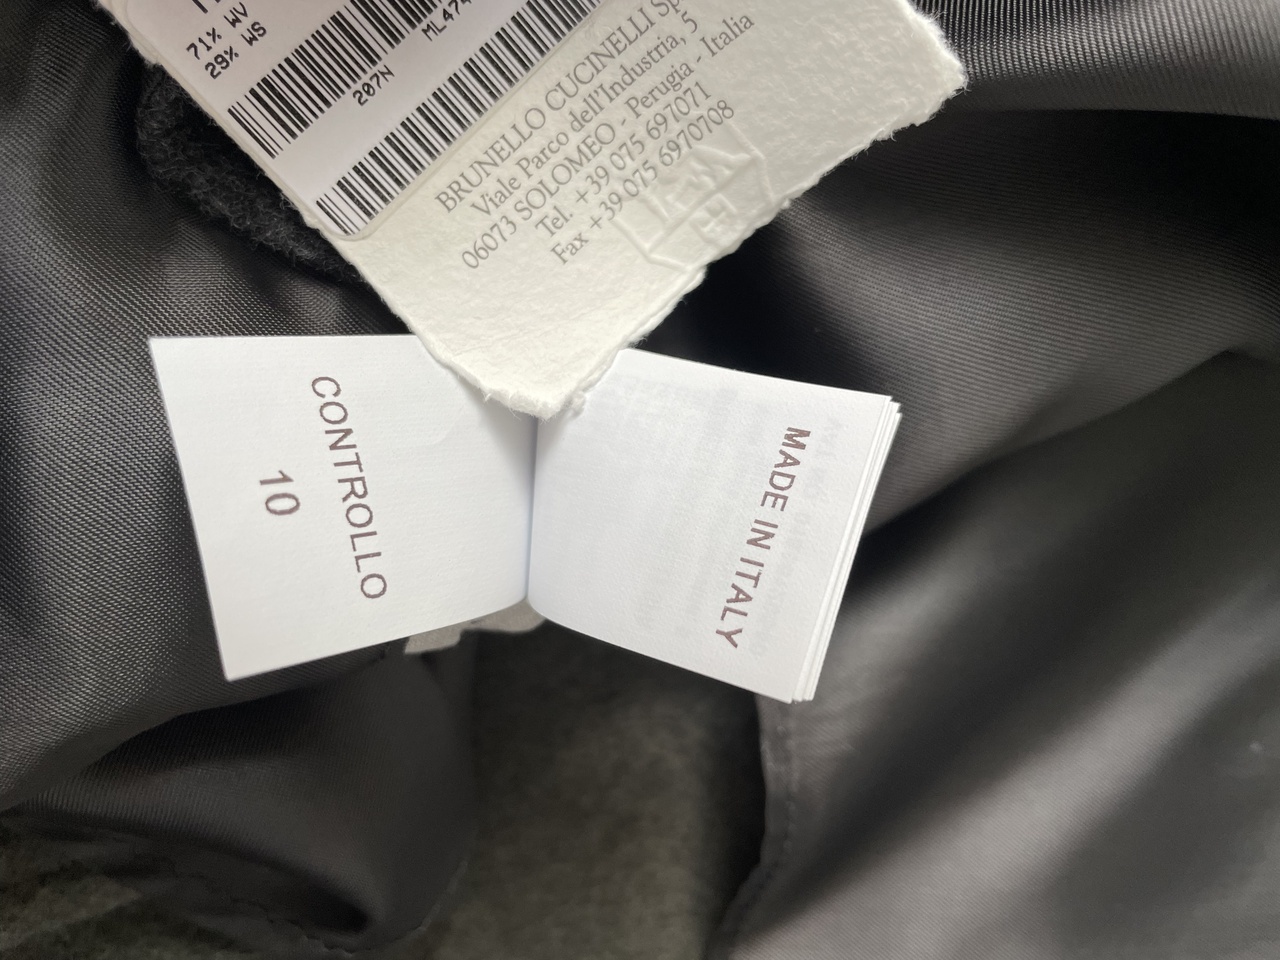 71% WV
29% WS
207N
BRUNELLO CUCINELLI
Viale Parco dell'Industria, 5
06073 SOLOMEO - Perugia - Italia
Tel. +39 075 697071
Fax +39 075 6970708
CONTROLLO
10
MADE IN ITALY